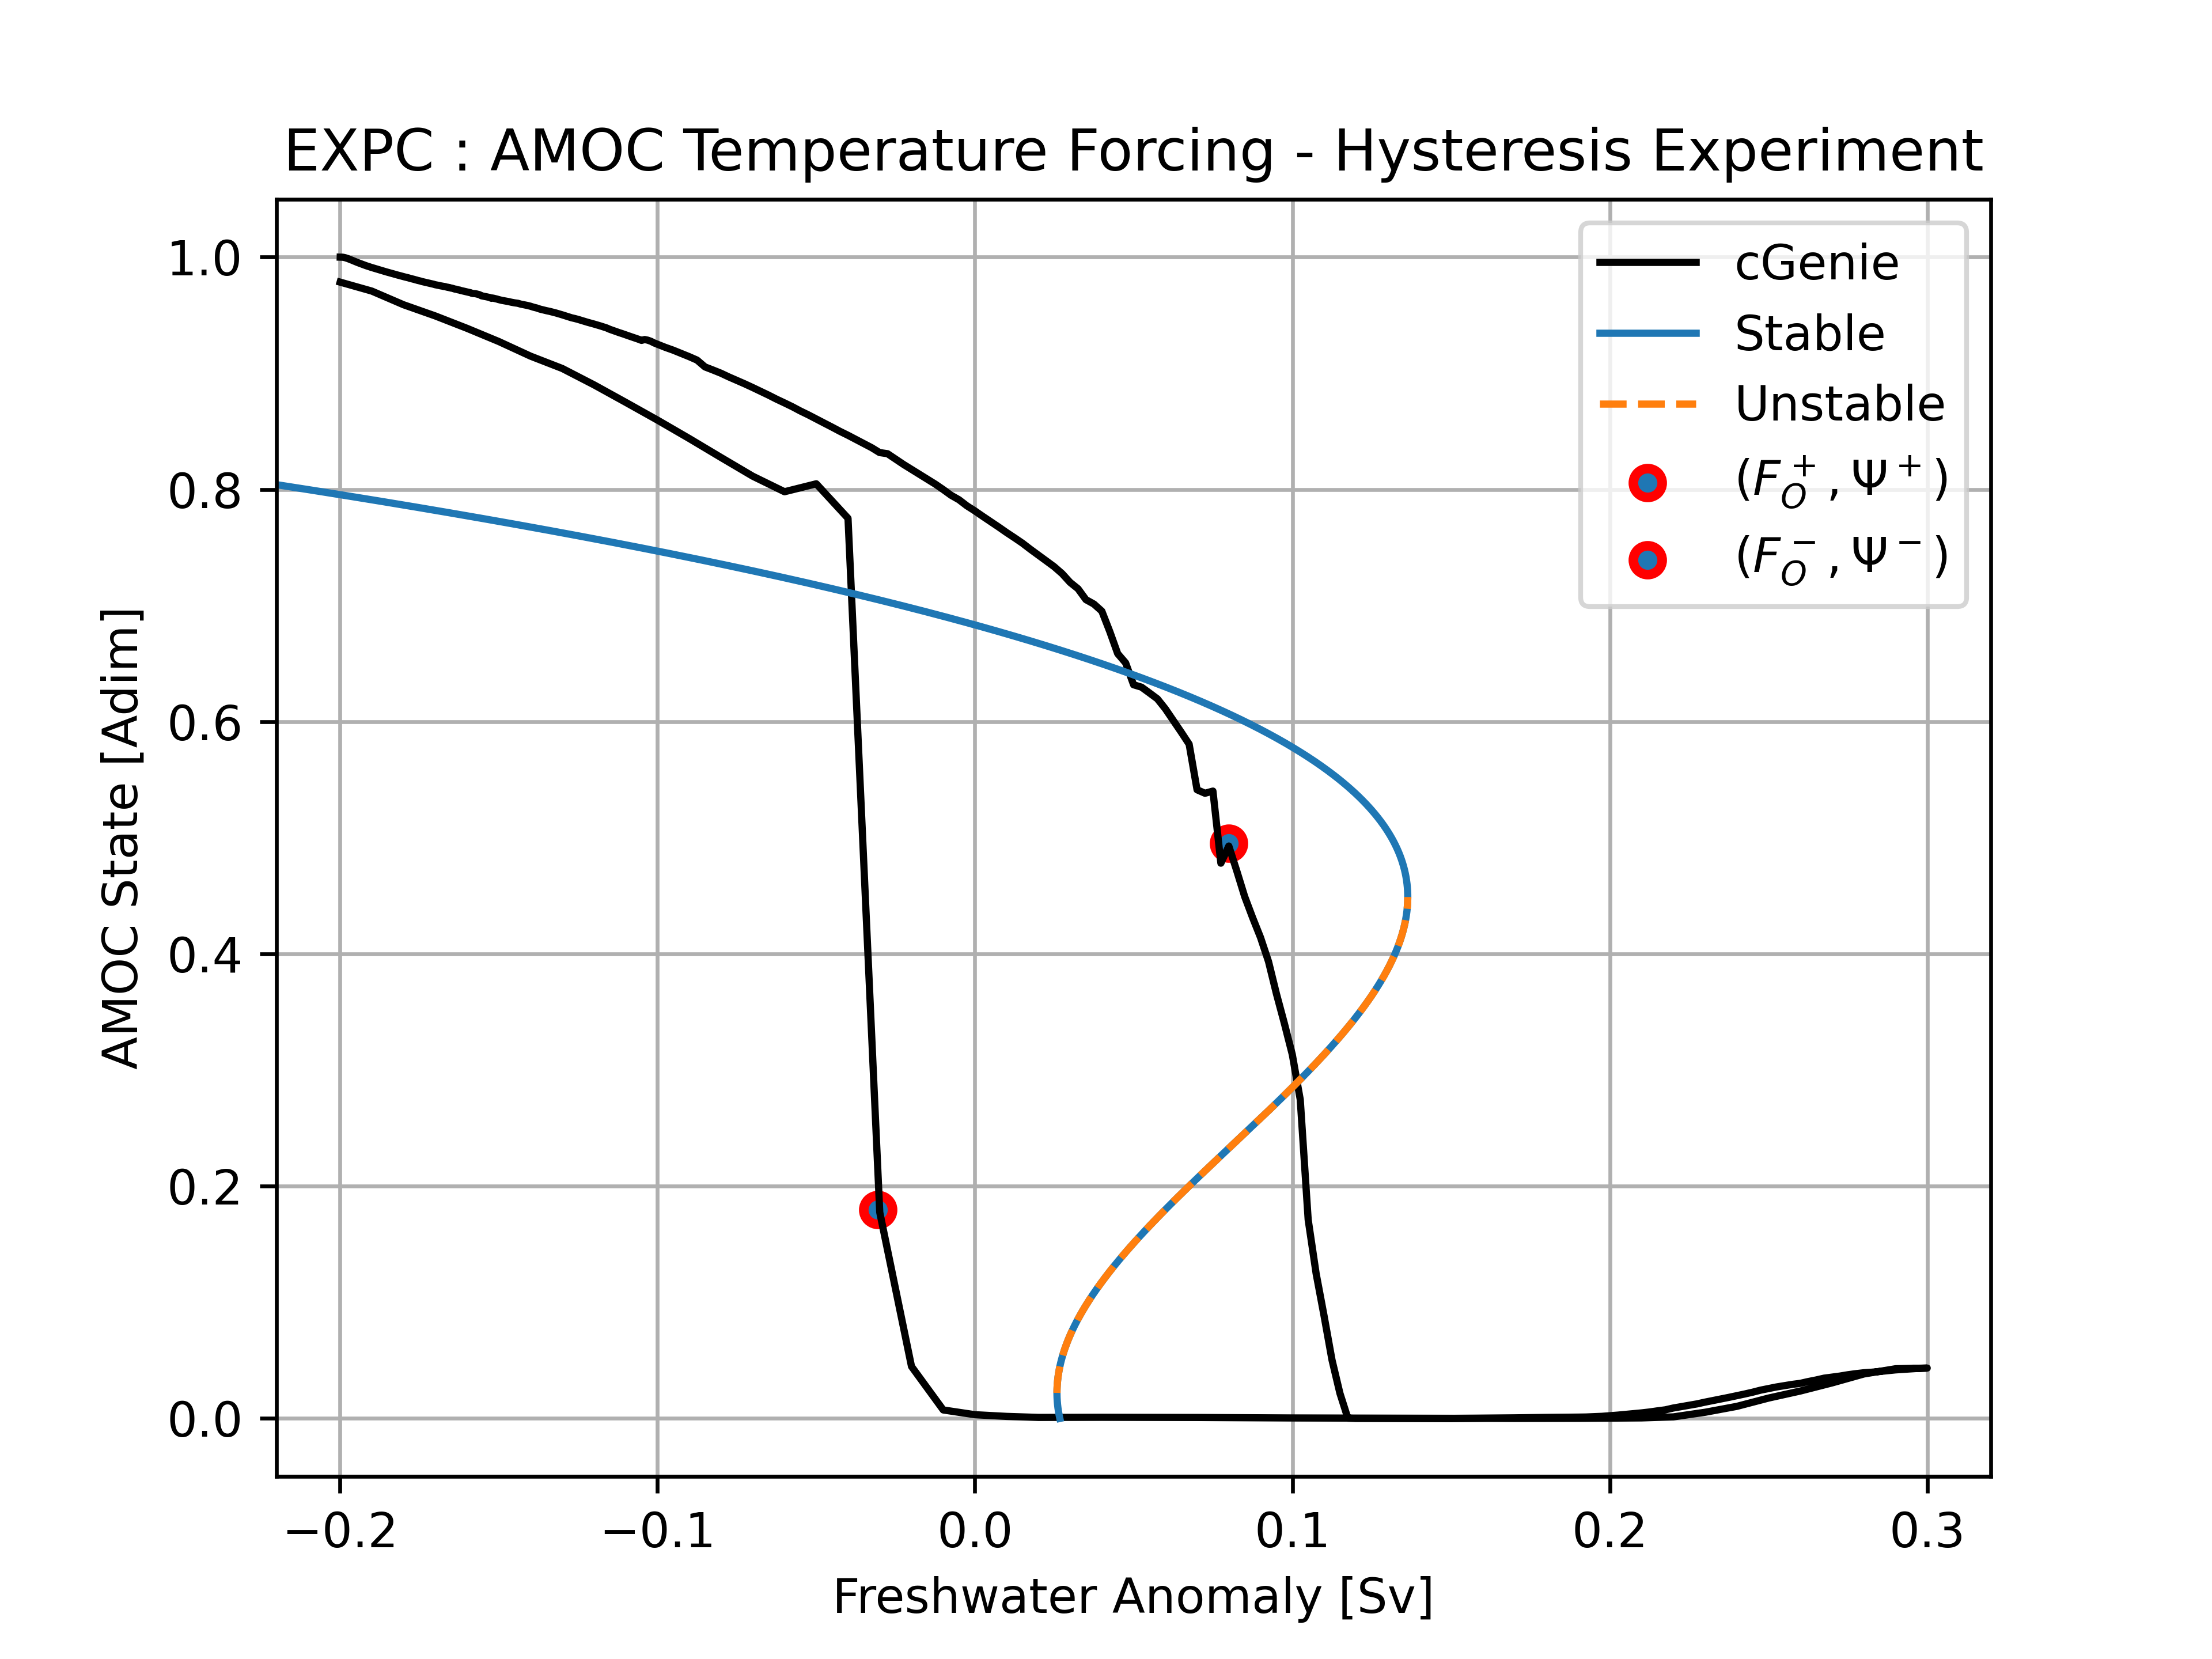 EXPC : AMOC Temperature Forcing - Hysteresis Experiment
cGenie
Stable
Unstable
(F_O^+, Ψ^+)
(F_O^−, Ψ^−)
AMOC State [Adim]
1.0
0.8
0.6
0.4
0.2
0.0
−0.2 −0.1 0.0 0.1 0.2 0.3
Freshwater Anomaly [Sv]